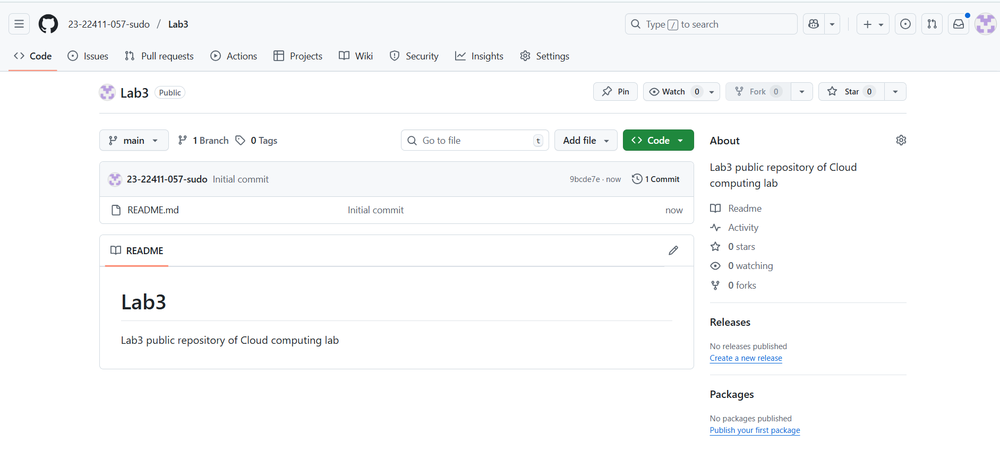 23-22411-057-sudo / Lab3
Type / to search
Code Issues Pull requests Actions Projects Wiki Security Insights Settings
Lab3 Public
Pin Watch 0 Fork 0 Star 0
main 1 Branch 0 Tags
Go to file t Add file Code
23-22411-057-sudo Initial commit 9bcde7e · now 1 Commit
README.md Initial commit now
README
Lab3
Lab3 public repository of Cloud computing lab
About
Lab3 public repository of Cloud
computing lab
Readme
Activity
0 stars
0 watching
0 forks
Releases
No releases published
Create a new release
Packages
No packages published
Publish your first package